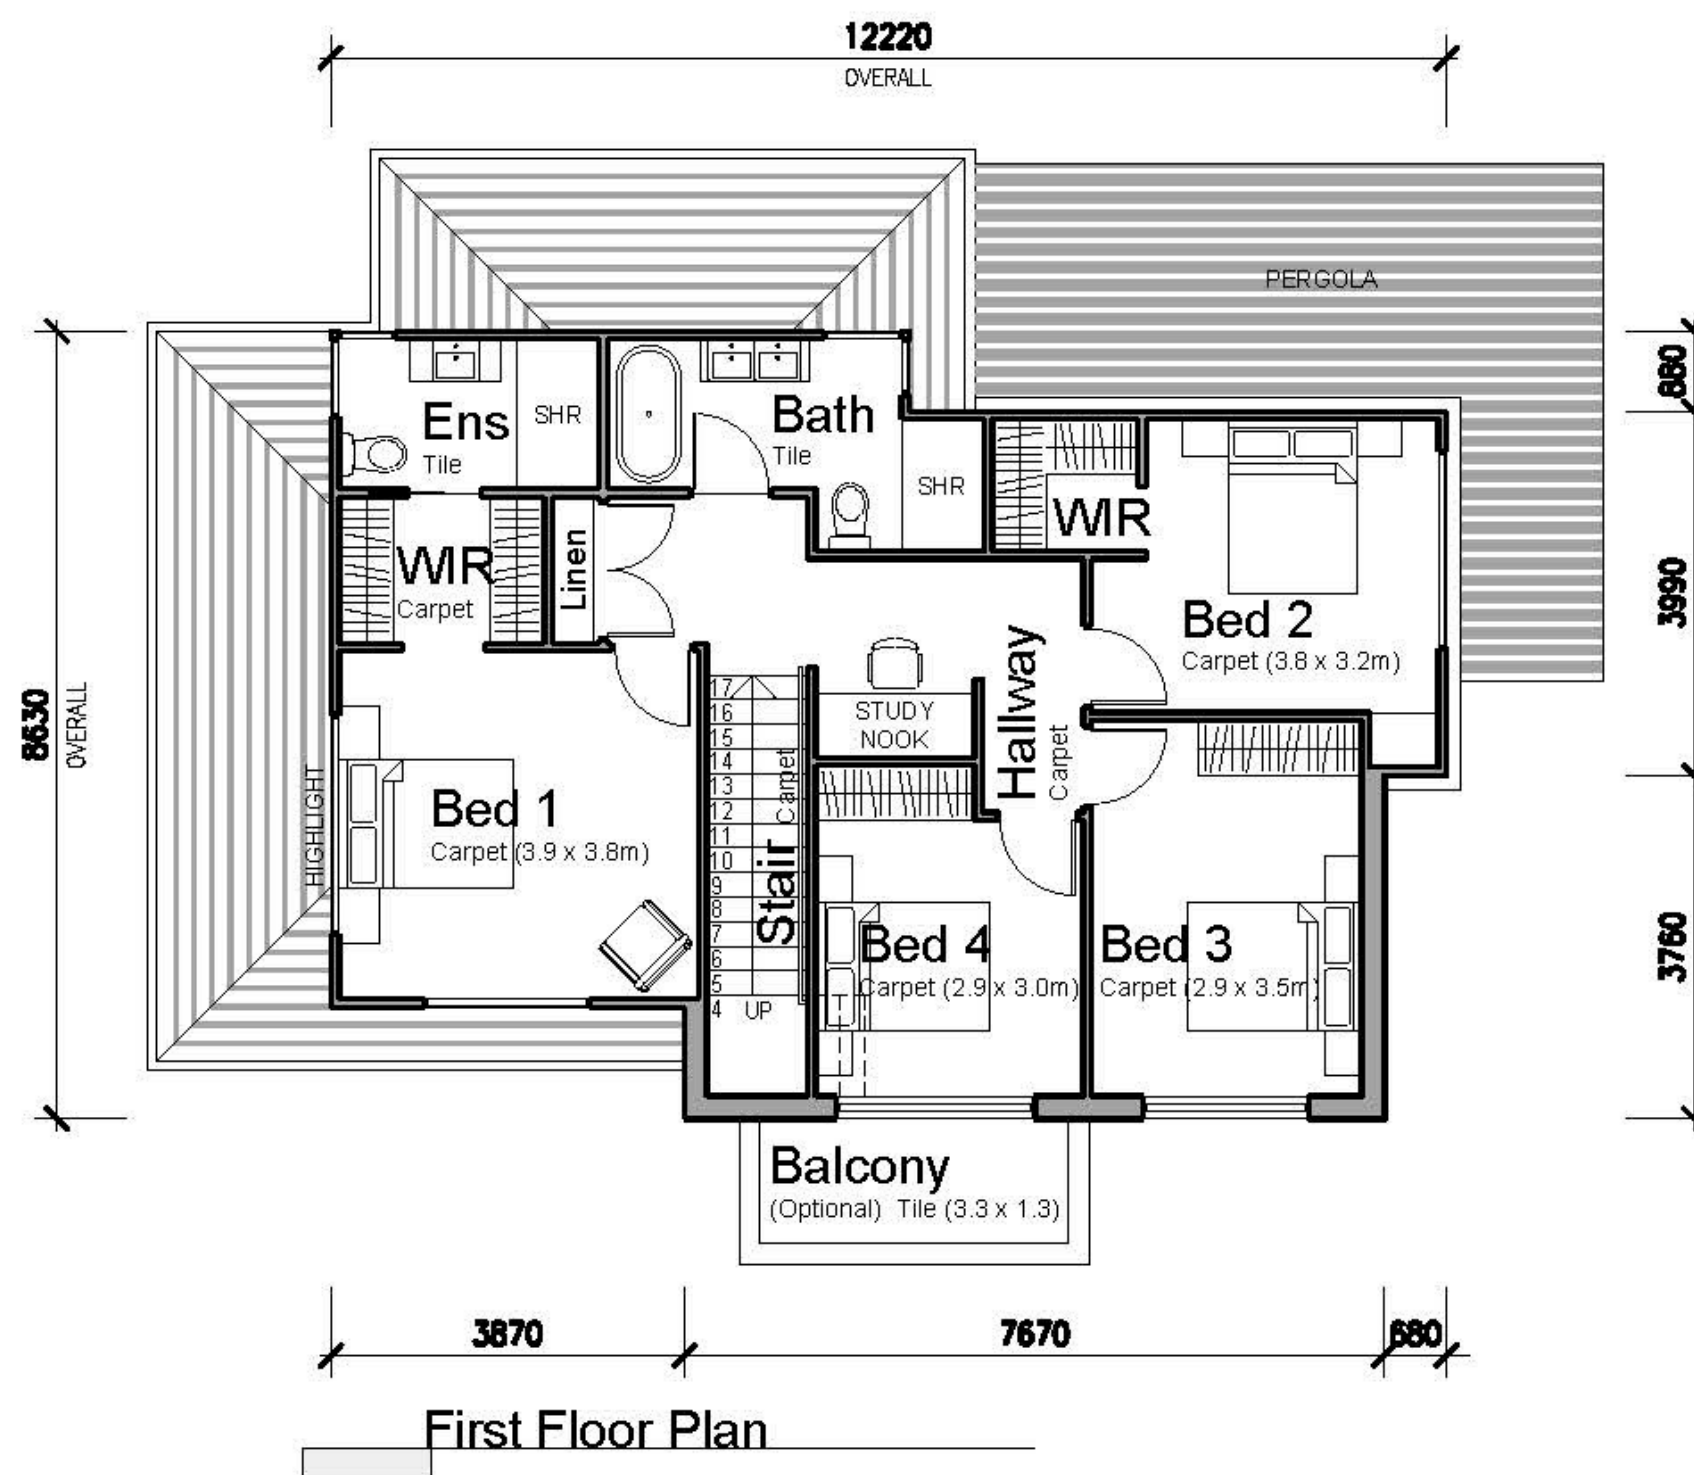 12220
OVERALL
PERGOLA
880
Ens
Tile
SHR
Bath
Tile
SHR
WIR
WIR
Carpet
Linen
Bed 2
Carpet (3.8 x 3.2m)
3990
8630
OVERALL
HIGHLIGHT
Bed 1
Carpet (3.9 x 3.8m)
17
16
15
14
13
12
11
10
9
8
7
6
5
4 UP
Stair
Carpet
STUDY
NOOK
Hallway
Carpet
Bed 4
Carpet (2.9 x 3.0m)
Bed 3
Carpet (2.9 x 3.5m)
3760
Balcony
(Optional) Tile (3.3 x 1.3)
3870
7670
680
First Floor Plan